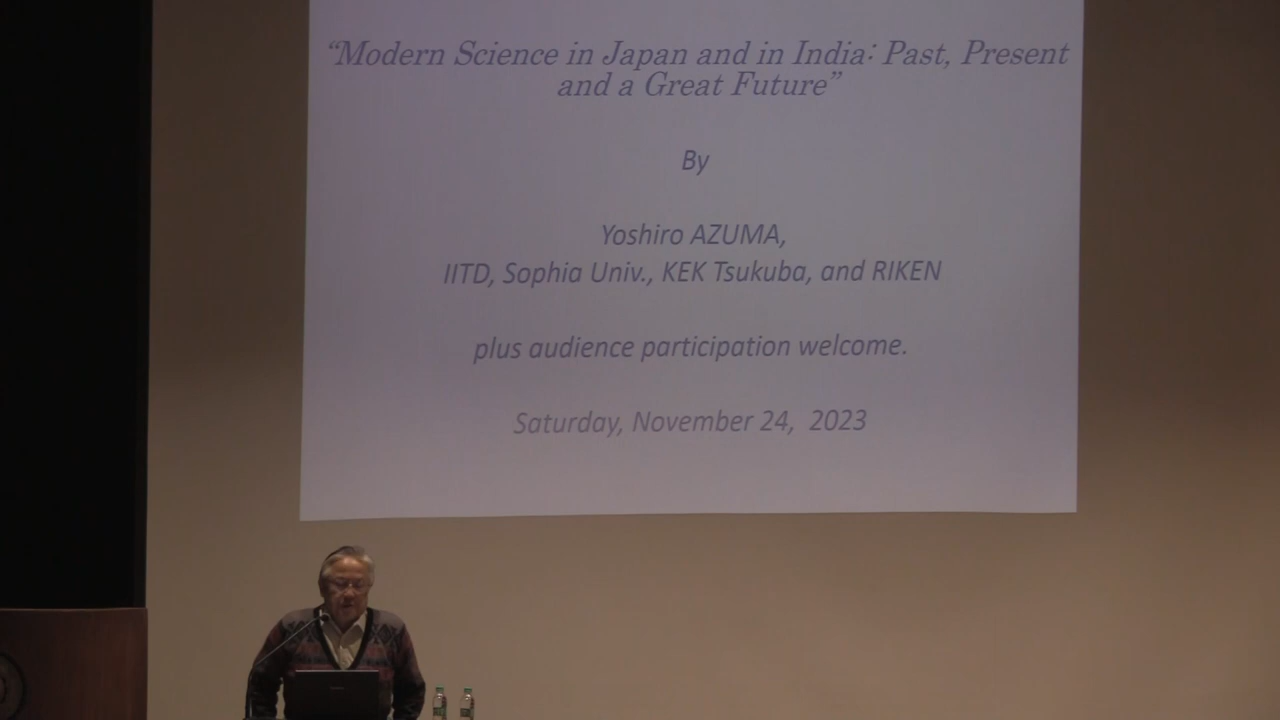 “Modern Science in Japan and in India: Past, Present
and a Great Future”
By
Yoshiro AZUMA,
IITD, Sophia Univ., KEK Tsukuba, and RIKEN
plus audience participation welcome.
Saturday, November 24,  2023